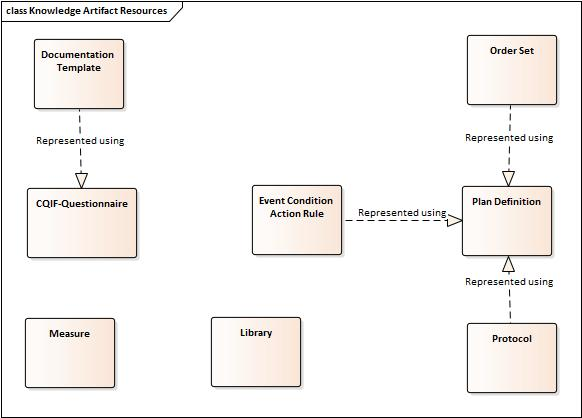 class Knowledge Artifact Resources
Documentation
Template
Order Set
Represented using
Represented using
CQIF-Questionnaire
Event Condition
Action Rule
Represented using
Plan Definition
Represented using
Measure
Library
Protocol